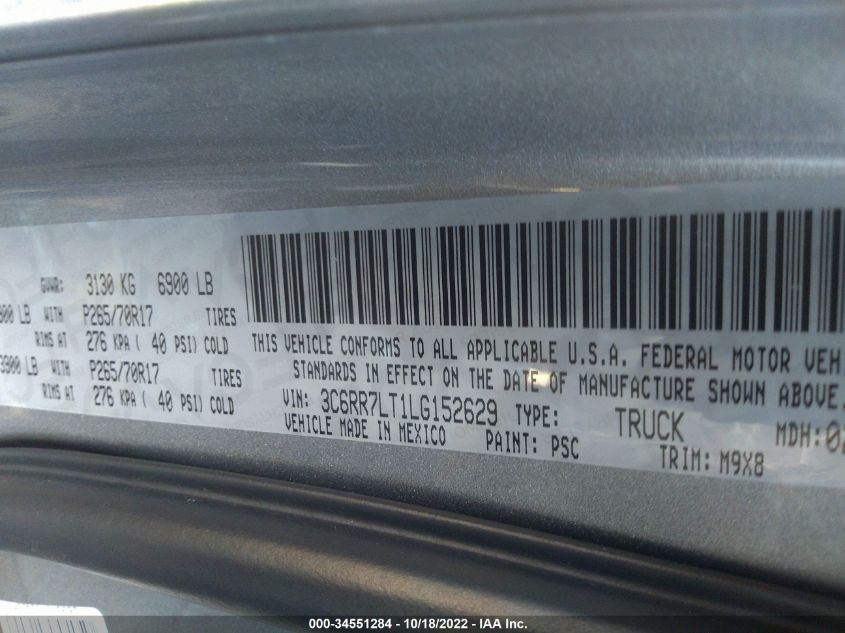 GVWR: 3130 KG 6900 LB
LB WITH P265/70R17 TIRES
RIMS AT 276 KPA ( 40 PSI) COLD
3900 LB WITH P265/70R17 TIRES
RIMS AT 276 KPA ( 40 PSI) COLD
THIS VEHICLE CONFORMS TO ALL APPLICABLE U.S.A. FEDERAL MOTOR VEH
STANDARDS IN EFFECT ON THE DATE OF MANUFACTURE SHOWN ABOVE.
VIN: 3C6RR7LT1LG152629 TYPE: TRUCK MDH: 02
VEHICLE MADE IN MEXICO PAINT: PSC TRIM: M9X8
000-34551284 - 10/18/2022 - IAA Inc.